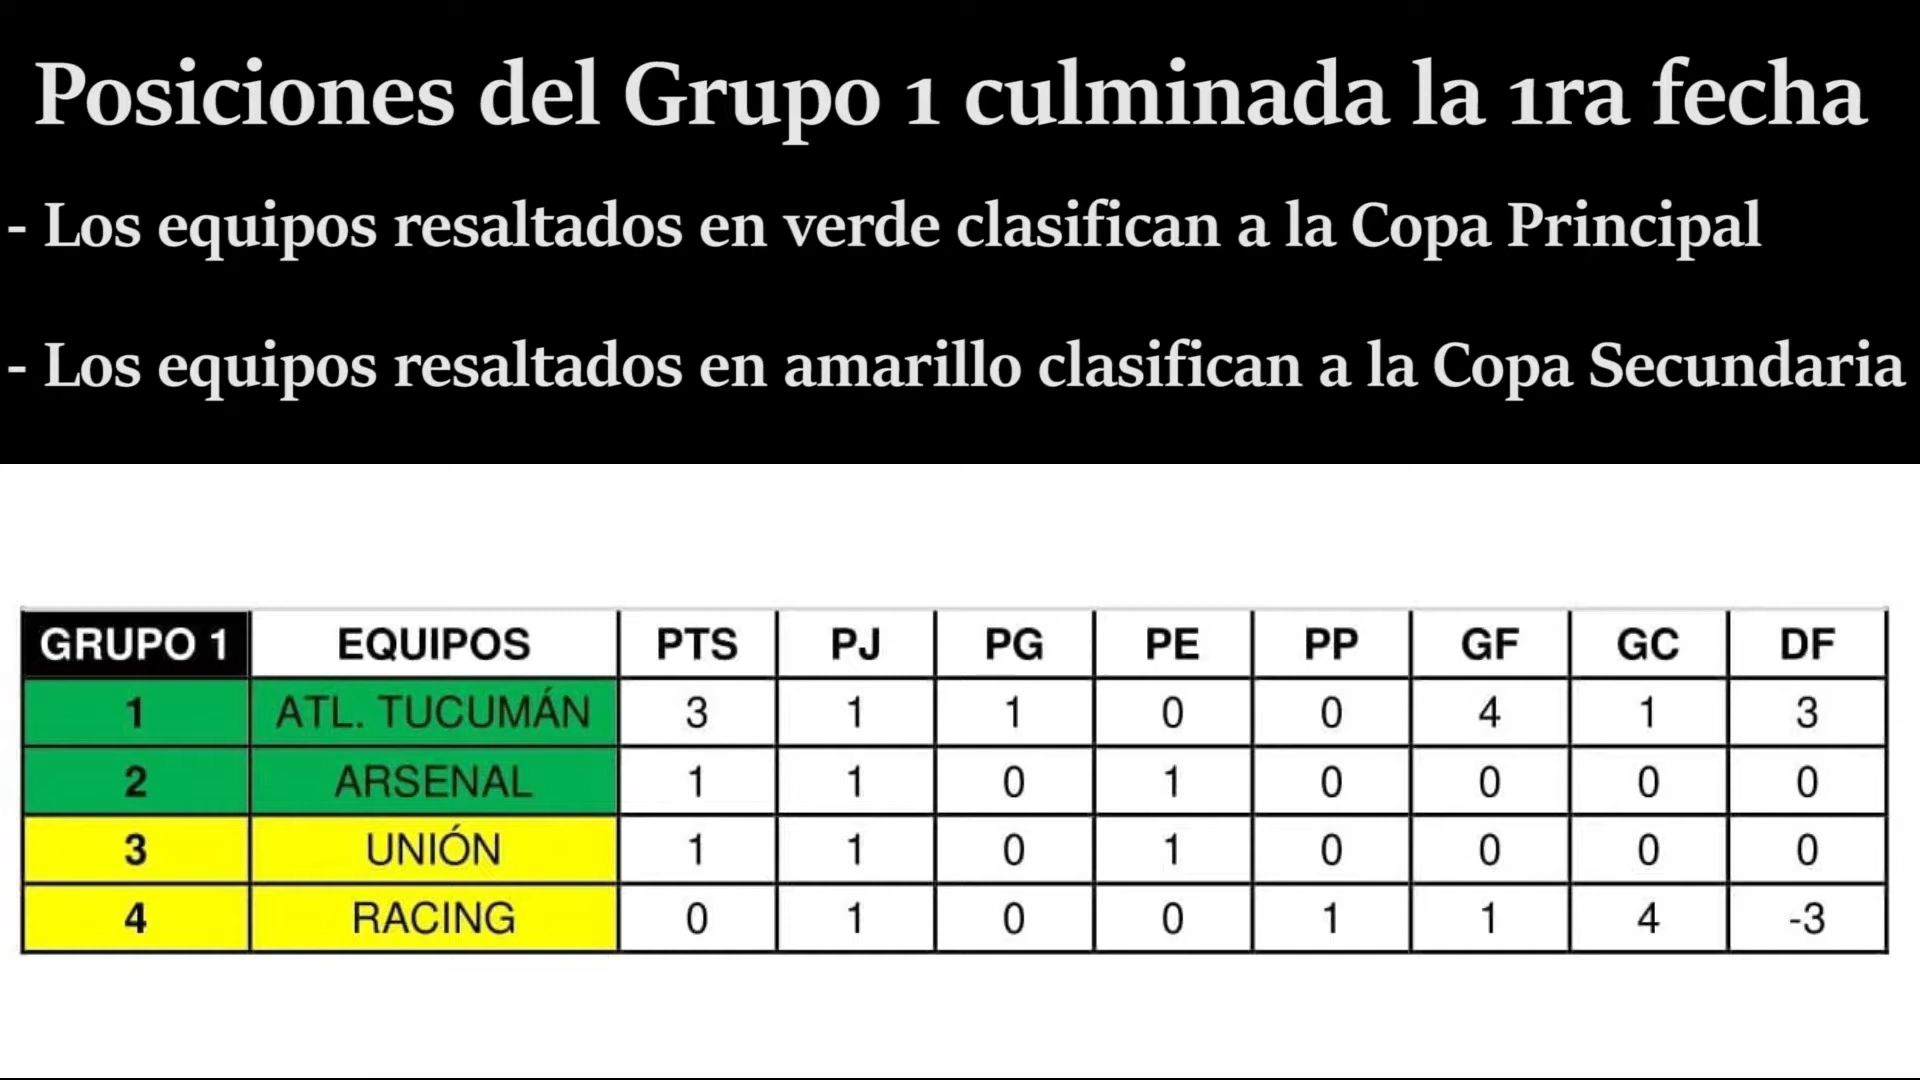 Posiciones del Grupo 1 culminada la 1ra fecha
- Los equipos resaltados en verde clasifican a la Copa Principal
- Los equipos resaltados en amarillo clasifican a la Copa Secundaria
GRUPO 1 EQUIPOS PTS PJ PG PE PP GF GC DF
1 ATL. TUCUMÁN 3 1 1 0 0 4 1 3
2 ARSENAL 1 1 0 1 0 0 0 0
3 UNIÓN 1 1 0 1 0 0 0 0
4 RACING 0 1 0 0 1 1 4 -3